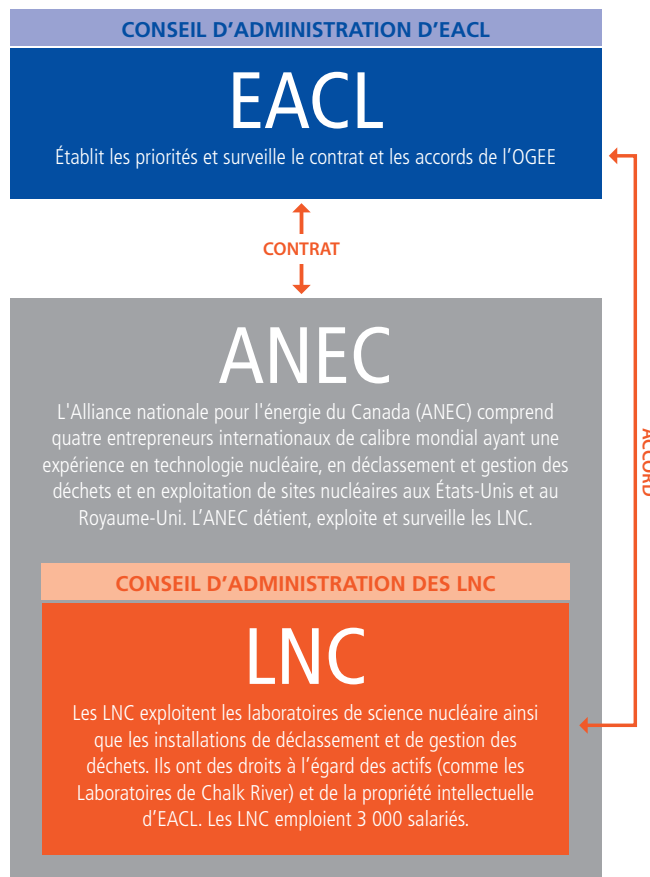 CONSEIL D’ADMINISTRATION D’EACL
EACL
Établit les priorités et surveille le contrat et les accords de l’OGEE
CONTRAT
ANEC
L'Alliance nationale pour l'énergie du Canada (ANEC) comprend
quatre entrepreneurs internationaux de calibre mondial ayant une
expérience en technologie nucléaire, en déclassement et gestion des
déchets et en exploitation de sites nucléaires aux États-Unis et au
Royaume-Uni. L’ANEC détient, exploite et surveille les LNC.
ACCORD
CONSEIL D’ADMINISTRATION DES LNC
LNC
Les LNC exploitent les laboratoires de science nucléaire ainsi
que les installations de déclassement et de gestion des
déchets. Ils ont des droits à l’égard des actifs (comme les
Laboratoires de Chalk River) et de la propriété intellectuelle
d’EACL. Les LNC emploient 3 000 salariés.